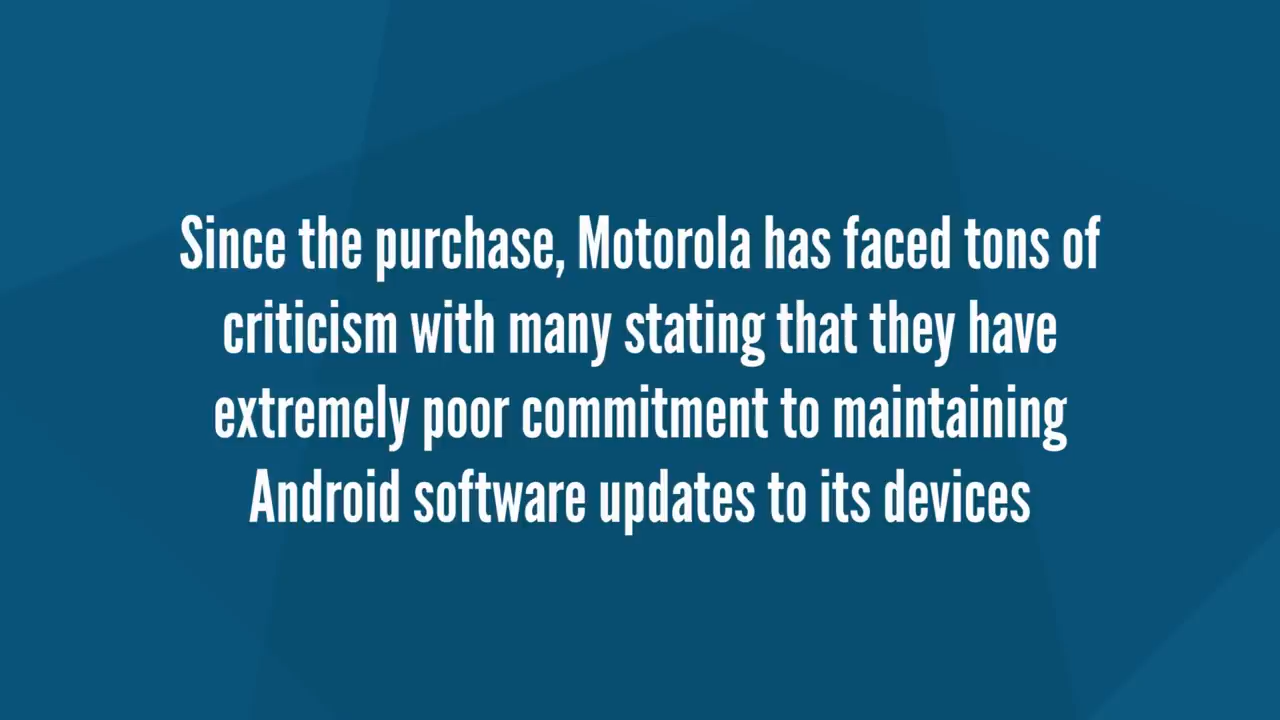 Since the purchase, Motorola has faced tons of
criticism with many stating that they have
extremely poor commitment to maintaining
Android software updates to its devices